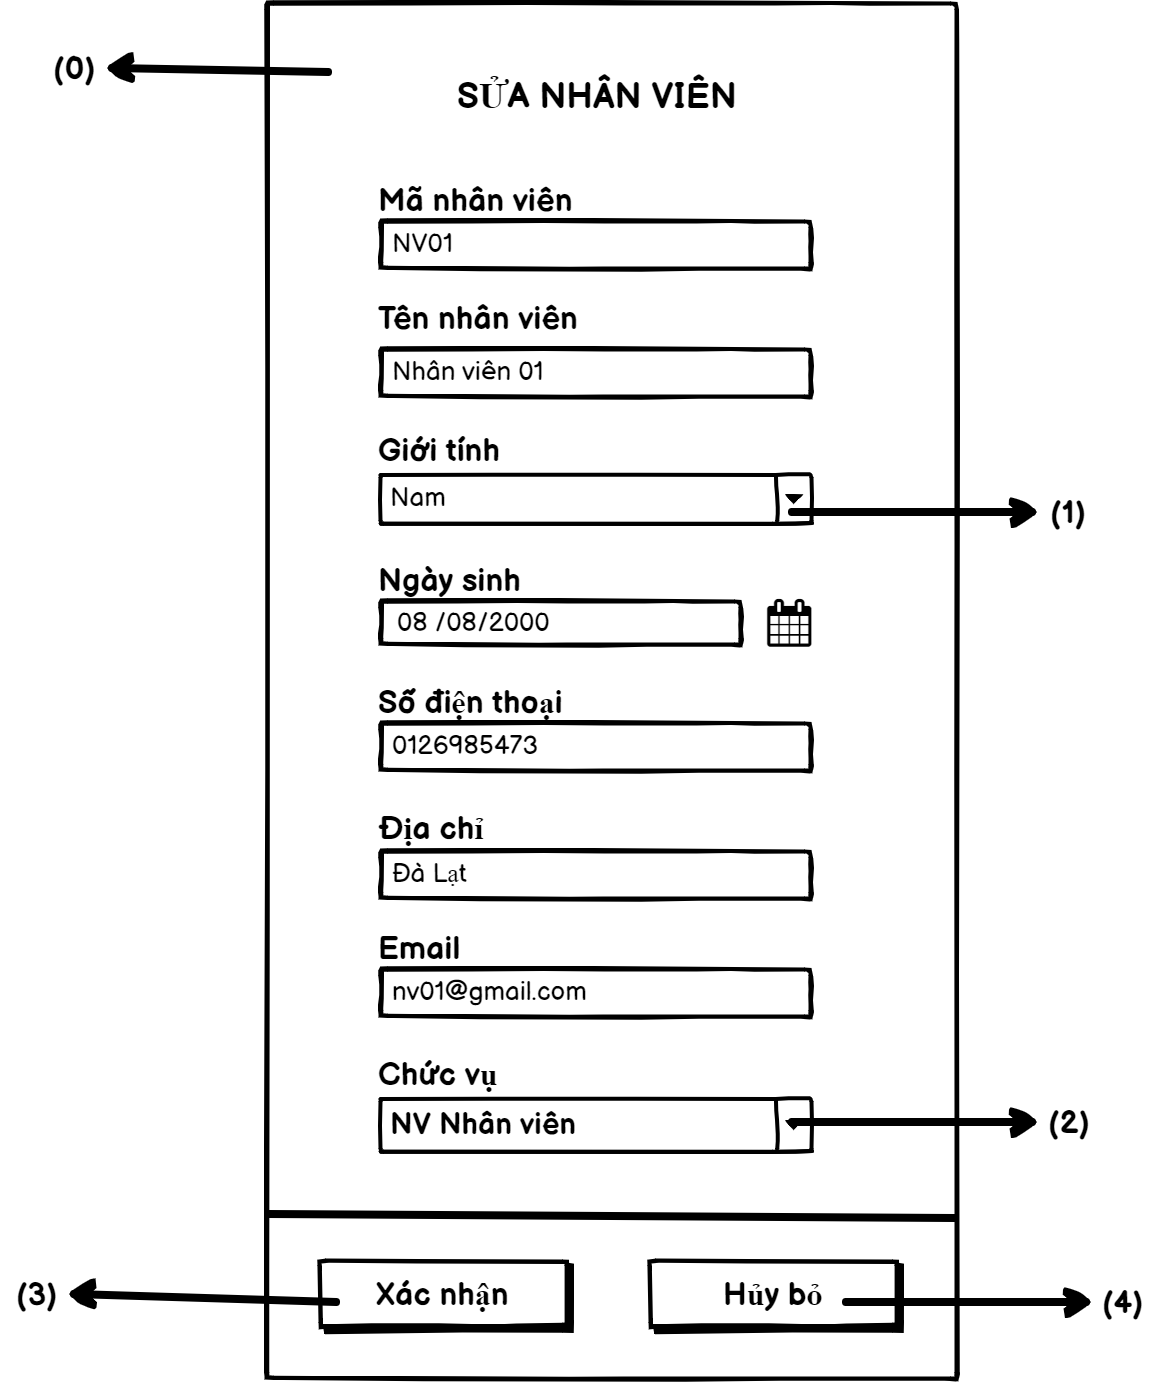 (0)
SỬA NHÂN VIÊN
Mã nhân viên
NV01
Tên nhân viên
Nhân viên 01
Giới tính
Nam
(1)
Ngày sinh
08 /08/2000
Số điện thoại
0126985473
Địa chỉ
Đà Lạt
Email
nv01@gmail.com
Chức vụ
NV Nhân viên
(2)
(3)
Xác nhận
Hủy bỏ
(4)